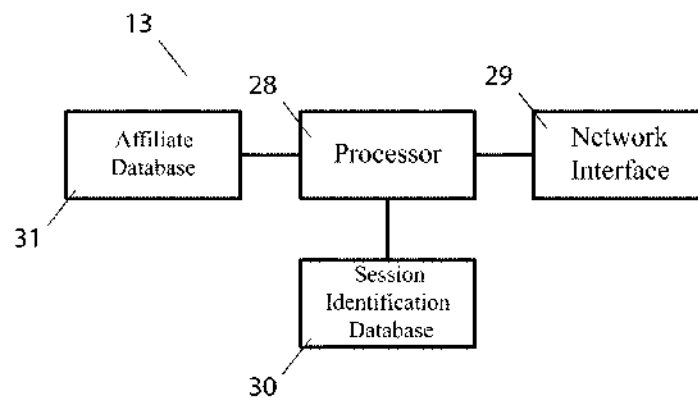 13
28
29
Affiliate
Database
Processor
Network
Interface
31
Session
Identification
Database
30